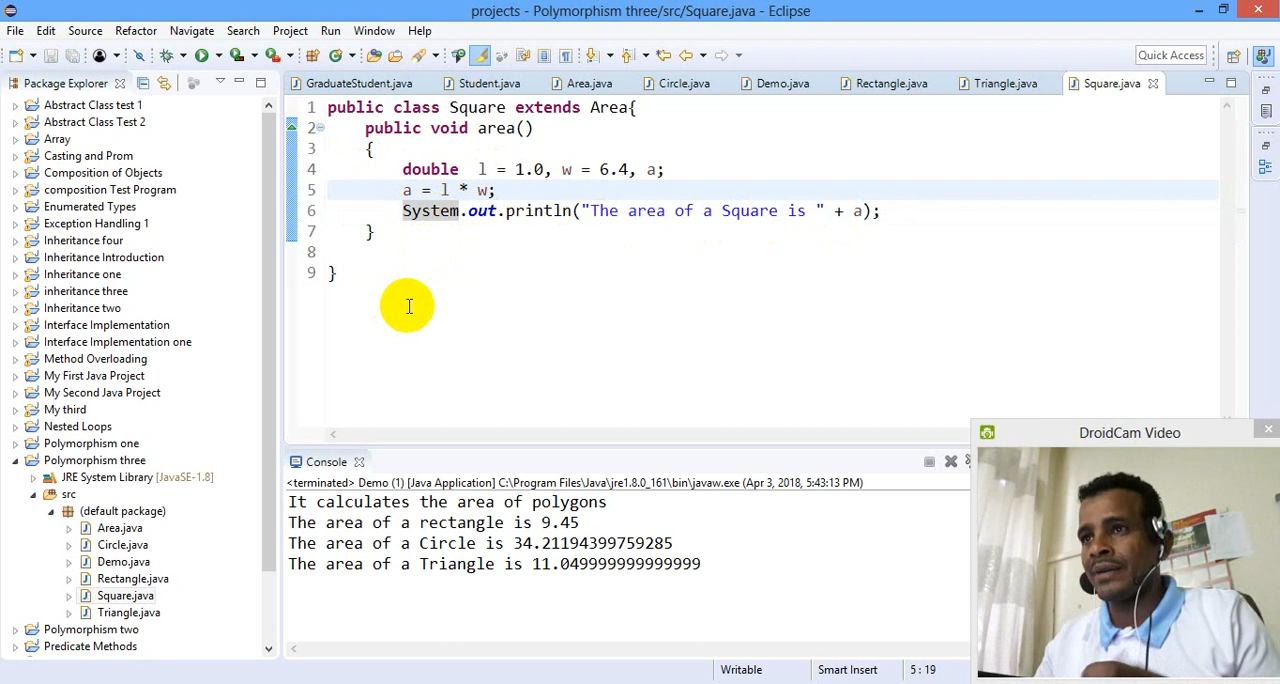 projects - Polymorphism three/src/Square.java - Eclipse
File Edit Source Refactor Navigate Search Project Run Window Help
Quick Access
Package Explorer
GraduateStudent.java Student.java Area.java Circle.java Demo.java Rectangle.java Triangle.java Square.java
Abstract Class test 1
Abstract Class Test 2
Array
Casting and Prom
Composition of Objects
composition Test Program
Enumerated Types
Exception Handling 1
Inheritance four
Inheritance Introduction
Inheritance one
inheritance three
Inheritance two
Interface Implementation
Interface Implementation one
Method Overloading
My First Java Project
My Second Java Project
My third
Nested Loops
Polymorphism one
Polymorphism three
JRE System Library [JavaSE-1.8]
src
(default package)
Area.java
Circle.java
Demo.java
Rectangle.java
Square.java
Triangle.java
Polymorphism two
Predicate Methods
1 public class Square extends Area{
2 public void area()
3 {
4 double l = 1.0, w = 6.4, a;
5 a = l * w;
6 System.out.println("The area of a Square is " + a);
7 }
8
9 }
Console
<terminated> Demo (1) [Java Application] C:\Program Files\Java\jre1.8.0_161\bin\javaw.exe (Apr 3, 2018, 5:43:13 PM)
It calculates the area of polygons
The area of a rectangle is 9.45
The area of a Circle is 34.21194399759285
The area of a Triangle is 11.049999999999999
DroidCam Video
Writable Smart Insert 5 : 19